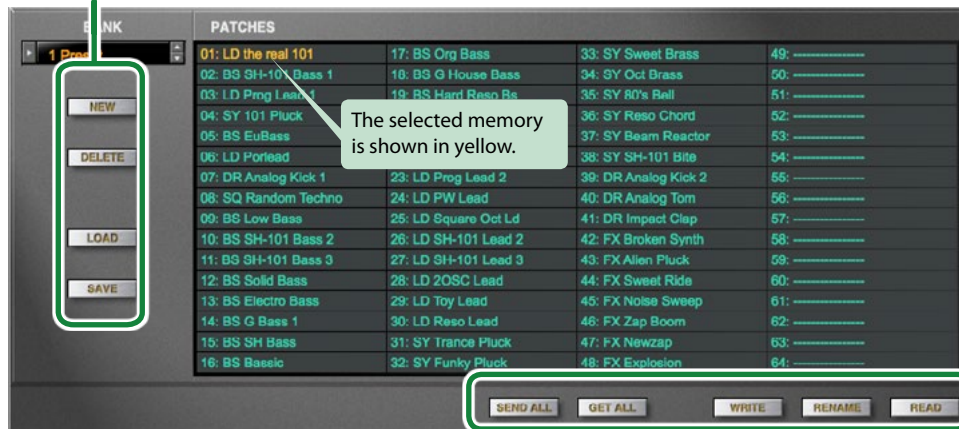 BANK PATCHES
1 Preset
01: LD the real 101 17: BS Org Bass 33: SY Sweet Brass 49: ----------------
02: BS SH-101 Bass 1 18: BS G House Bass 34: SY Oct Brass 50: ----------------
03: LD Prog Lead 1 19: BS Hard Reso Bs 35: SY 80's Bell 51: ----------------
NEW
04: SY 101 Pluck 36: SY Reso Chord 52: ----------------
The selected memory
is shown in yellow.
05: BS EuBass 37: SY Beam Reactor 53: ----------------
DELETE
06: LD Porlead 38: SY SH-101 Bite 54: ----------------
07: DR Analog Kick 1 23: LD Prog Lead 2 39: DR Analog Kick 2 55: ----------------
08: SQ Random Techno 24: LD PW Lead 40: DR Analog Tom 56: ----------------
09: BS Low Bass 25: LD Square Oct Ld 41: DR Impact Clap 57: ----------------
LOAD
10: BS SH-101 Bass 2 26: LD SH-101 Lead 2 42: FX Broken Synth 58: ----------------
11: BS SH-101 Bass 3 27: LD SH-101 Lead 3 43: FX Alien Pluck 59: ----------------
12: BS Solid Bass 28: LD 2OSC Lead 44: FX Sweet Ride 60: ----------------
SAVE
13: BS Electro Bass 29: LD Toy Lead 45: FX Noise Sweep 61: ----------------
14: BS G Bass 1 30: LD Reso Lead 46: FX Zap Boom 62: ----------------
15: BS SH Bass 31: SY Trance Pluck 47: FX Newzap 63: ----------------
16: BS Bassic 32: SY Funky Pluck 48: FX Explosion 64: ----------------
SEND ALL GET ALL WRITE RENAME READ